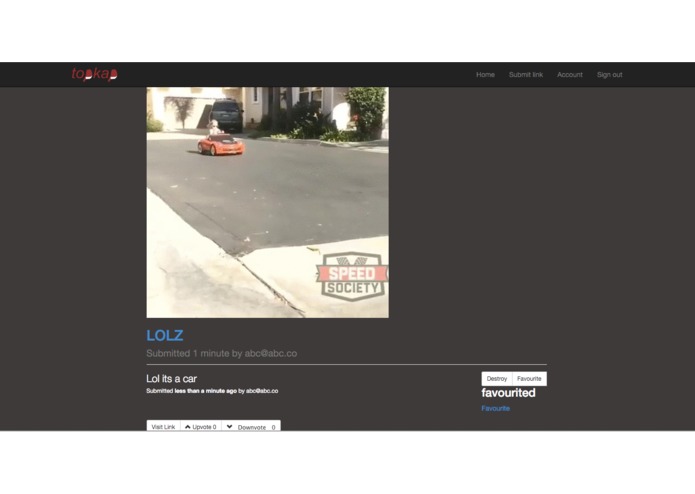 topkap
Home Submit link Account Sign out
SPEED
SOCIETY
LOLZ
Submitted 1 minute by abc@abc.co
Lol its a car
Submitted less than a minute ago by abc@abc.co
Destroy Favourite
favourited
Favourite
Visit Link Upvote 0 Downvote 0